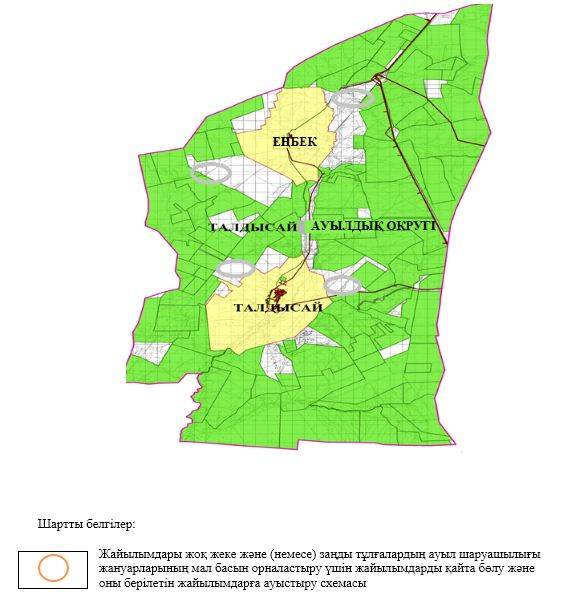 ЕҢБЕК
ТАЛДЫСАЙ АУЫЛДЫҚ ОКРУГІ
ТАЛДЫСАЙ
Шартты белгілер:
Жайылымдары жоқ жеке және (немесе) заңды тұлғалардың ауыл шаруашылығы
жануарларының мал басын орналастыру үшін жайылымдарды қайта бөлу және
оны берілетін жайылымдарға ауыстыру схемасы